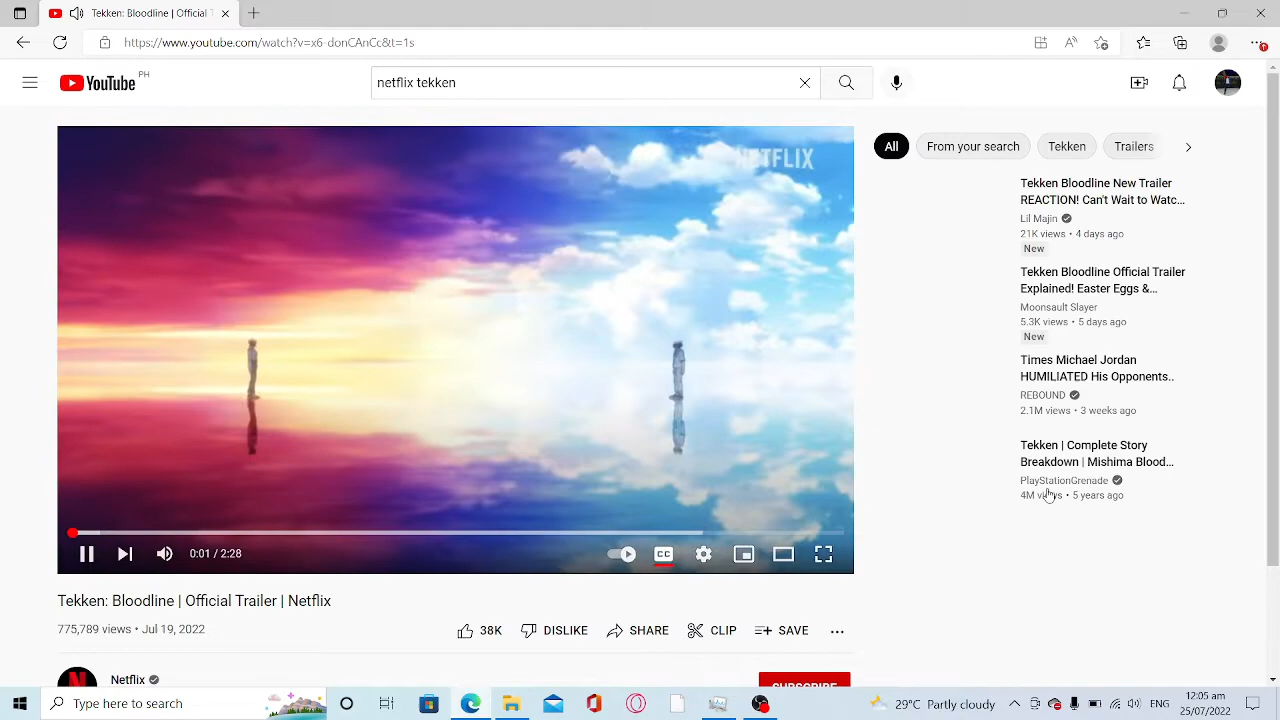 YouTube: Tekken: Bloodline | Official T
https://www.youtube.com/watch?v=x6-donCAnCc&t=1s
YouTube PH
netflix tekken
NETFLIX
All
From your search
Tekken
Trailers
Tekken Bloodline New Trailer
REACTION! Can't Wait to Watc...
Lil Majin
21K views • 4 days ago
New
Tekken Bloodline Official Trailer
Explained! Easter Eggs &...
Moonsault Slayer
5.3K views • 5 days ago
New
Times Michael Jordan
HUMILIATED His Opponents..
REBOUND
2.1M views • 3 weeks ago
Tekken | Complete Story
Breakdown | Mishima Blood...
PlayStationGrenade
4M views • 5 years ago
0:01 / 2:28
CC
Tekken: Bloodline | Official Trailer | Netflix
775,789 views • Jul 19, 2022
38K
DISLIKE
SHARE
CLIP
SAVE
N
Netflix
SUBSCRIBE
Type here to search
29°C Partly cloudy
ENG
12:05 am
25/07/2022